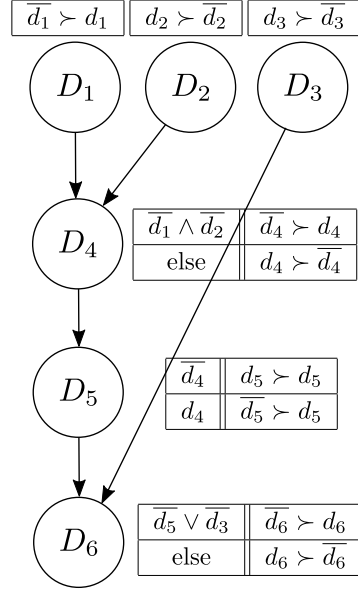 d̅₁ ≻ d₁ d₂ ≻ d̅₂ d₃ ≻ d̅₃
D₁ D₂ D₃
d̅₁ ∧ d̅₂ d̅₄ ≻ d₄
D₄
else d₄ ≻ d̅₄
d̅₄ d₅ ≻ d₅
D₅
d₄ d̅₅ ≻ d₅
d̅₅ ∨ d̅₃ d̅₆ ≻ d₆
D₆
else d₆ ≻ d̅₆